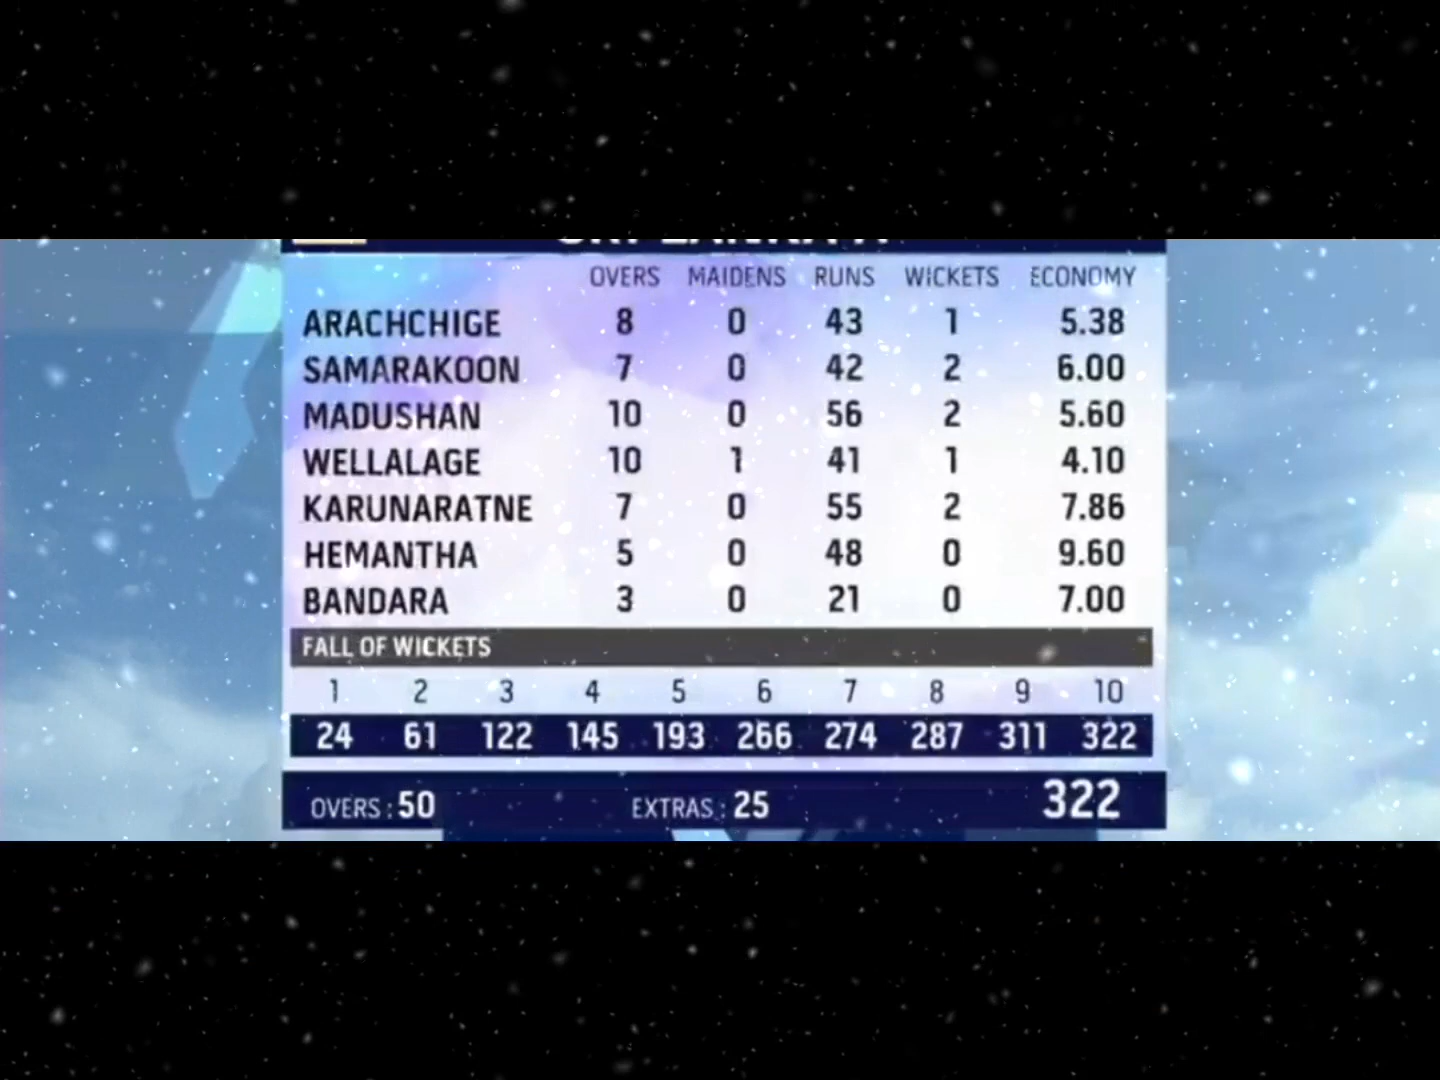 OVERS MAIDENS RUNS WICKETS ECONOMY
ARACHCHIGE 8 0 43 1 5.38
SAMARAKOON 7 0 42 2 6.00
MADUSHAN 10 0 56 2 5.60
WELLALAGE 10 1 41 1 4.10
KARUNARATNE 7 0 55 2 7.86
HEMANTHA 5 0 48 0 9.60
BANDARA 3 0 21 0 7.00
FALL OF WICKETS
1 2 3 4 5 6 7 8 9 10
24 61 122 145 193 266 274 287 311 322
OVERS : 50 EXTRAS : 25 322